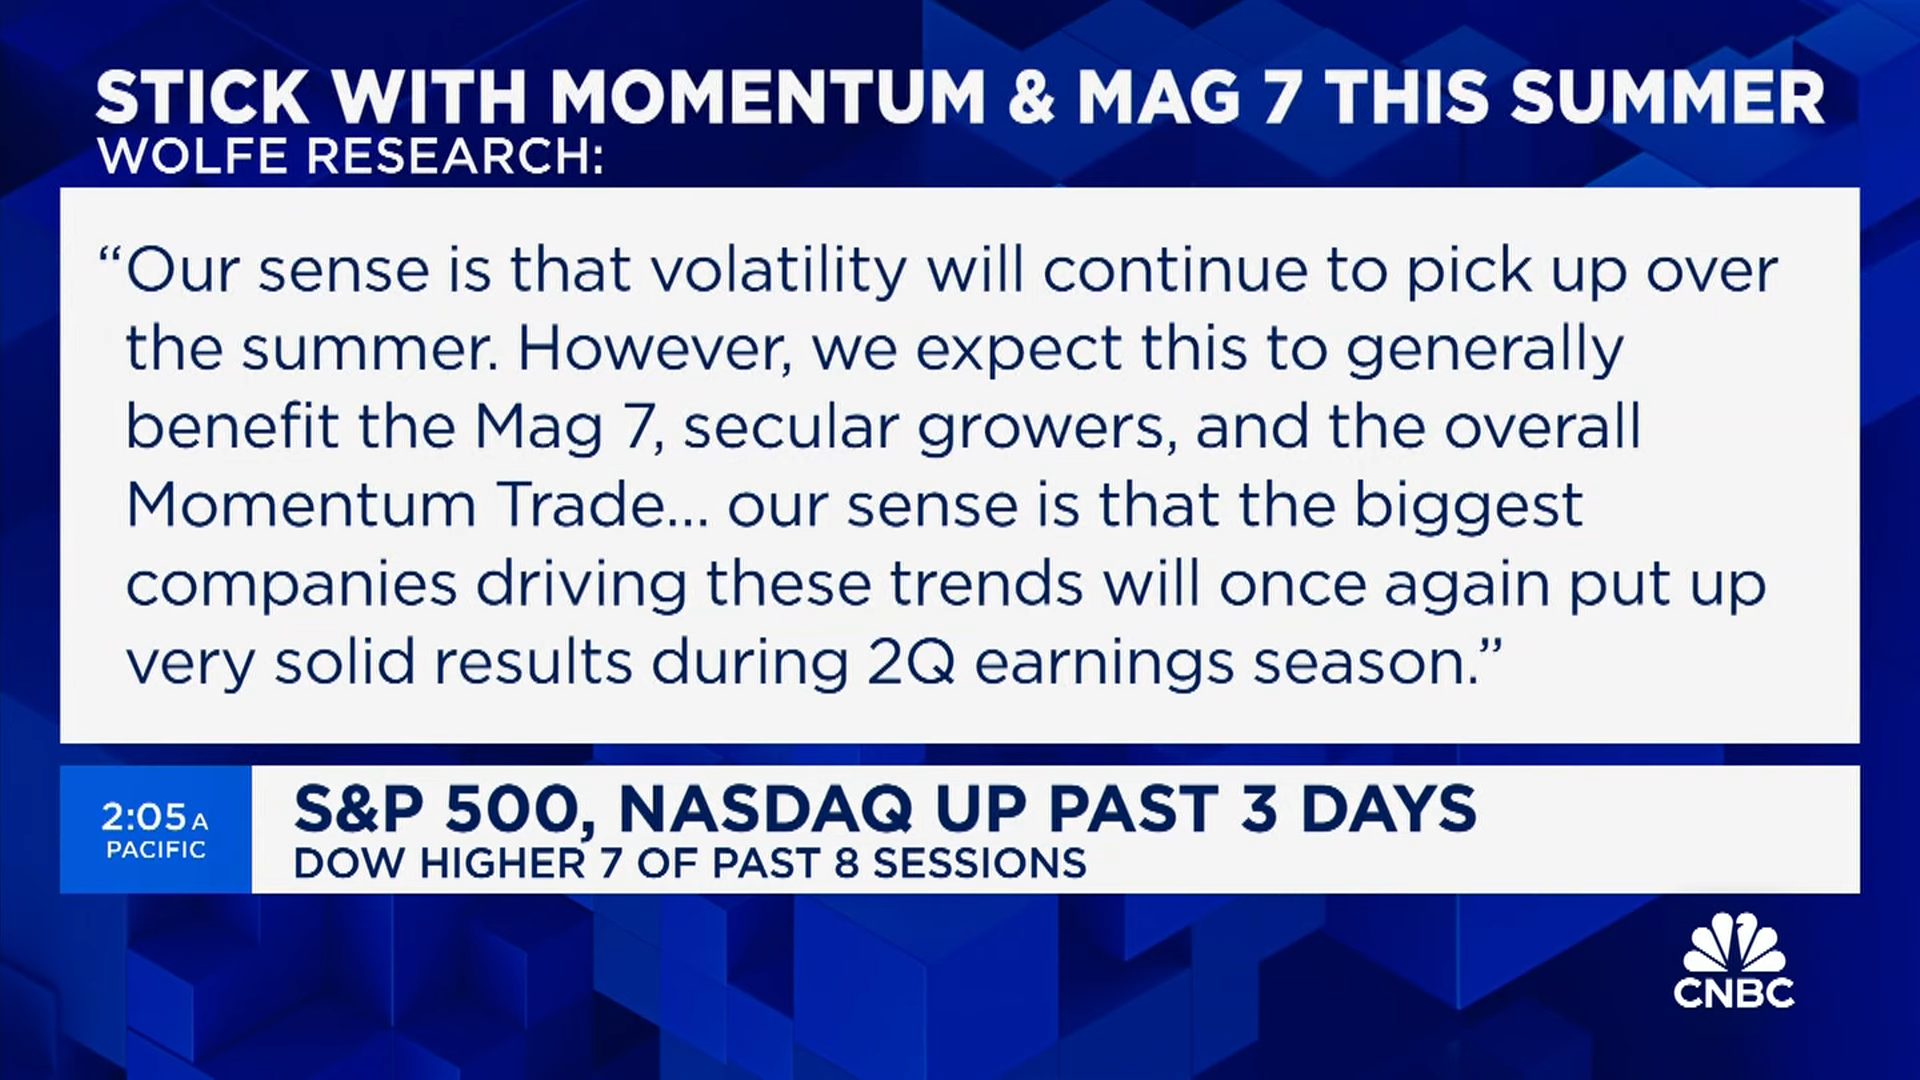 STICK WITH MOMENTUM & MAG 7 THIS SUMMER
WOLFE RESEARCH:
“Our sense is that volatility will continue to pick up over
the summer. However, we expect this to generally
benefit the Mag 7, secular growers, and the overall
Momentum Trade... our sense is that the biggest
companies driving these trends will once again put up
very solid results during 2Q earnings season.”
2:05 A
PACIFIC
S&P 500, NASDAQ UP PAST 3 DAYS
DOW HIGHER 7 OF PAST 8 SESSIONS
CNBC